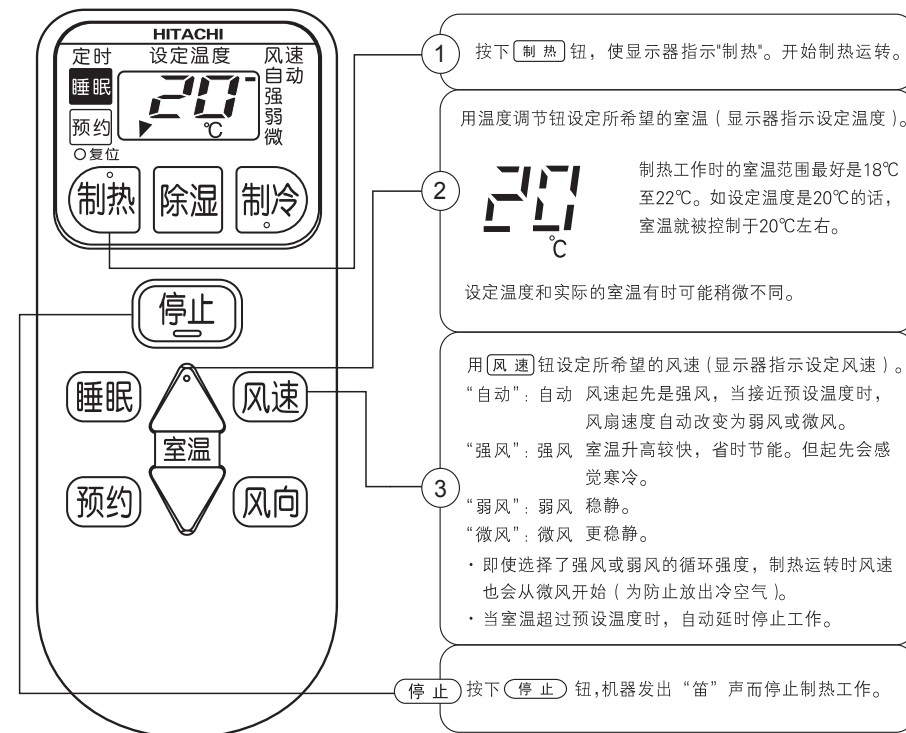 HITACHI
定时 设定温度 风速
睡眠 20 ℃ 自动
强
预约 弱
微
复位
制热 除湿 制冷
停止
睡眠 风速
室温
预约 风向
1 按下 制热 钮，使显示器指示"制热"。开始制热运转。
2 用温度调节钮设定所希望的室温（显示器指示设定温度）。
20 ℃
制热工作时的室温范围最好是18℃
至22℃。如设定温度是20℃的话，
室温就被控制于20℃左右。
设定温度和实际的室温有时可能稍微不同。
3 用 风速 钮设定所希望的风速（显示器指示设定风速）。
“自动”：自动 风速起先是强风，当接近预设温度时，
风扇速度自动改变为弱风或微风。
“强风”：强风 室温升高较快，省时节能。但起先会感
觉寒冷。
“弱风”：弱风 稳静。
“微风”：微风 更稳静。
· 即使选择了强风或弱风的循环强度，制热运转时风速
也会从微风开始（为防止放出冷空气）。
· 当室温超过预设温度时，自动延时停止工作。
停止 按下 停止 钮,机器发出“笛”声而停止制热工作。